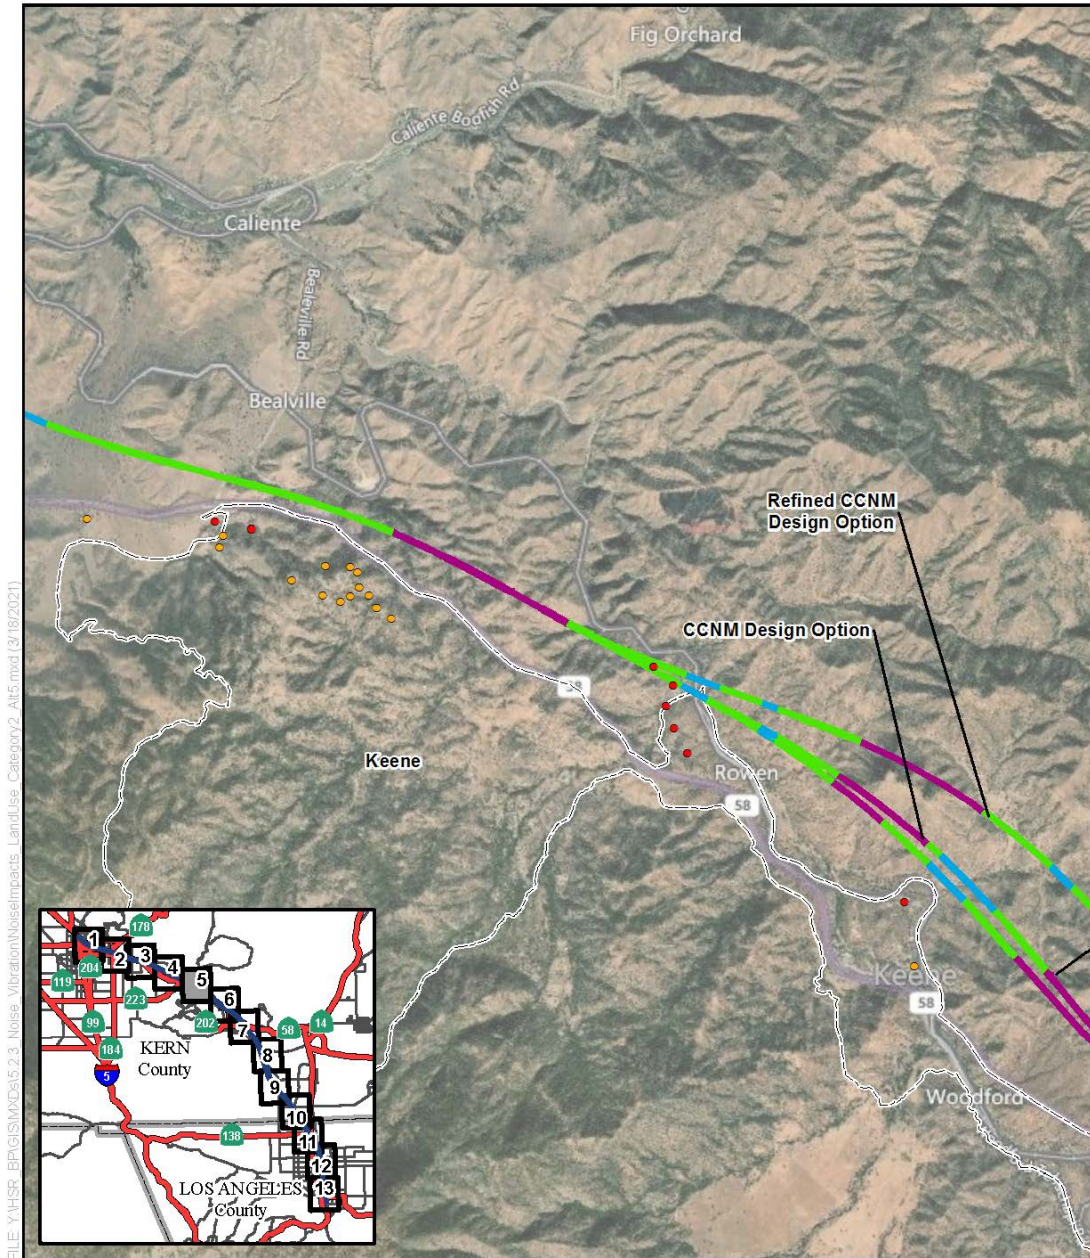 Fig Orchard
Caliente Boofish Rd
Caliente
Bealeville Rd
Bealville
Refined CCNM
Design Option
CCNM Design Option
58
Keene
Rowen
58
Keene
58
Woodford
178
1
2
3
4
5
6
7
8
9
10
11
12
13
204
119
223
99
184
202
58
14
KERN
County
5
138
LOS ANGELES
County
FILE: Y:\HSR_BP\GIS\MXDs\5.2.3_Noise_Vibration\NoiseImpacts_LandUse_Category2_Alt5.mxd (3/18/2021)